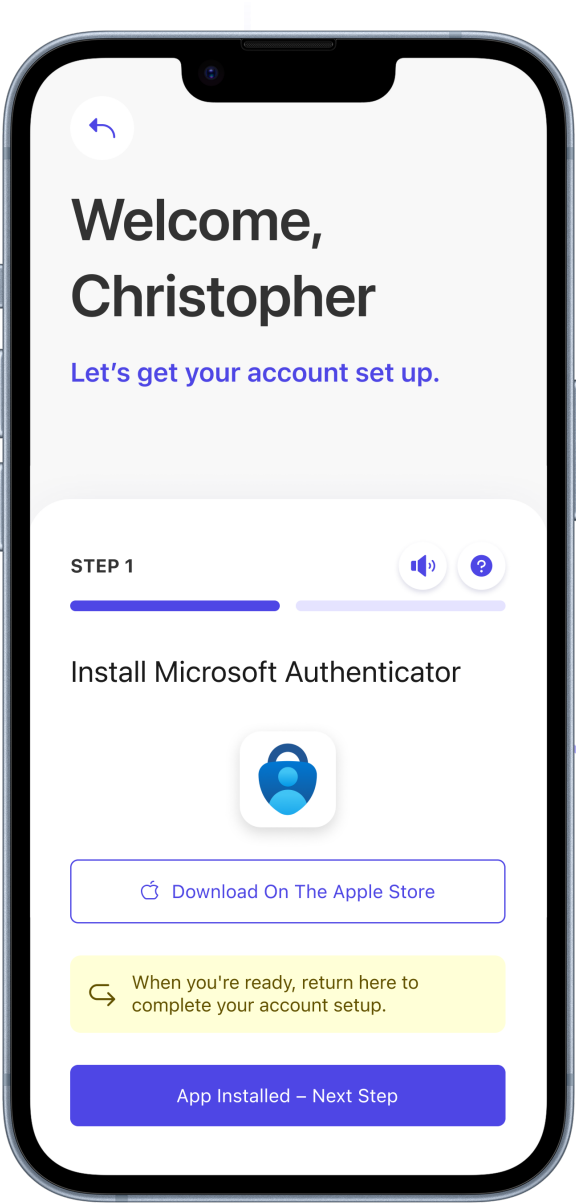 Welcome,
Christopher
Let’s get your account set up.
STEP 1
?
Install Microsoft Authenticator
Download On The Apple Store
When you're ready, return here to
complete your account setup.
App Installed – Next Step